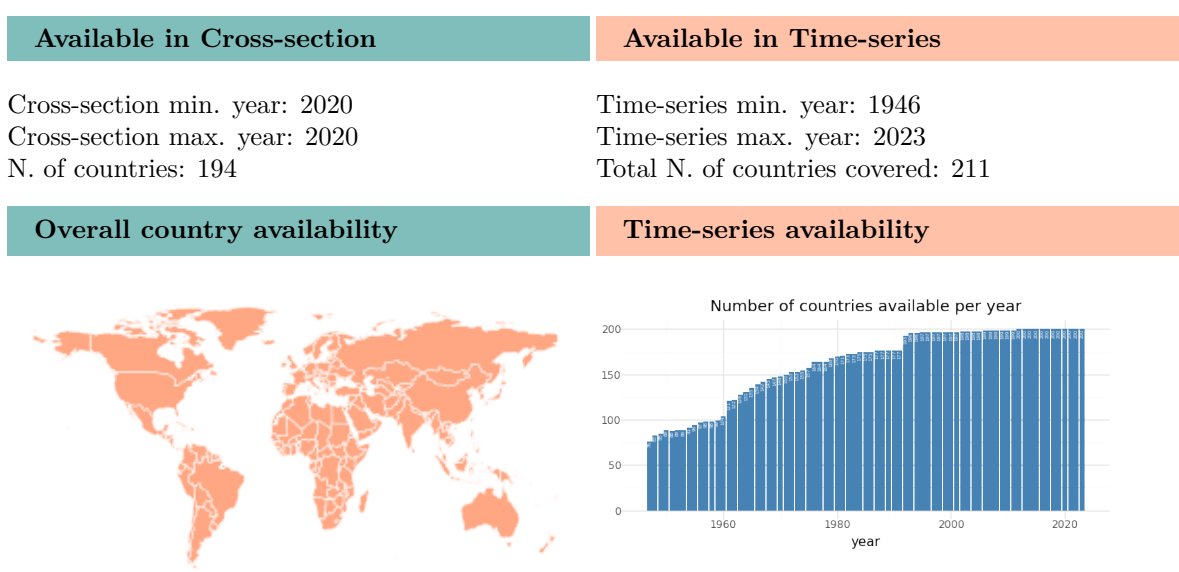 Available in Cross-section
Available in Time-series
Cross-section min. year: 2020
Cross-section max. year: 2020
N. of countries: 194
Time-series min. year: 1946
Time-series max. year: 2023
Total N. of countries covered: 211
Overall country availability
Time-series availability
Number of countries available per year
200
150
100
50
0
1960 1980 2000 2020
year